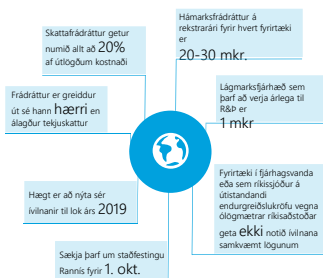 Skattafrádráttur getur
numið allt að 20%
af útlögðum kostnaði
Hámarksfrádráttur á
rekstrarári fyrir hvert fyrirtæki
er
20-30 mkr.
Frádráttur er greiddur
út sé hann hærri en
álagður tekjuskattur
Lágmarksfjárhæð sem
þarf að verja árlega til
R&Þ er
1 mkr
Hægt er að nýta sér
ívilnanir til lok árs 2019
Fyrirtæki í fjárhagsvanda
eða sem ríkissjóður á
útistandandi
endurgreiðslukröfu vegna
ólögmætrar ríkisaðstoðar
geta ekki notið ívilnana
samkvæmt lögunum
Sækja þarf um staðfestingu
Rannís fyrir 1. okt.